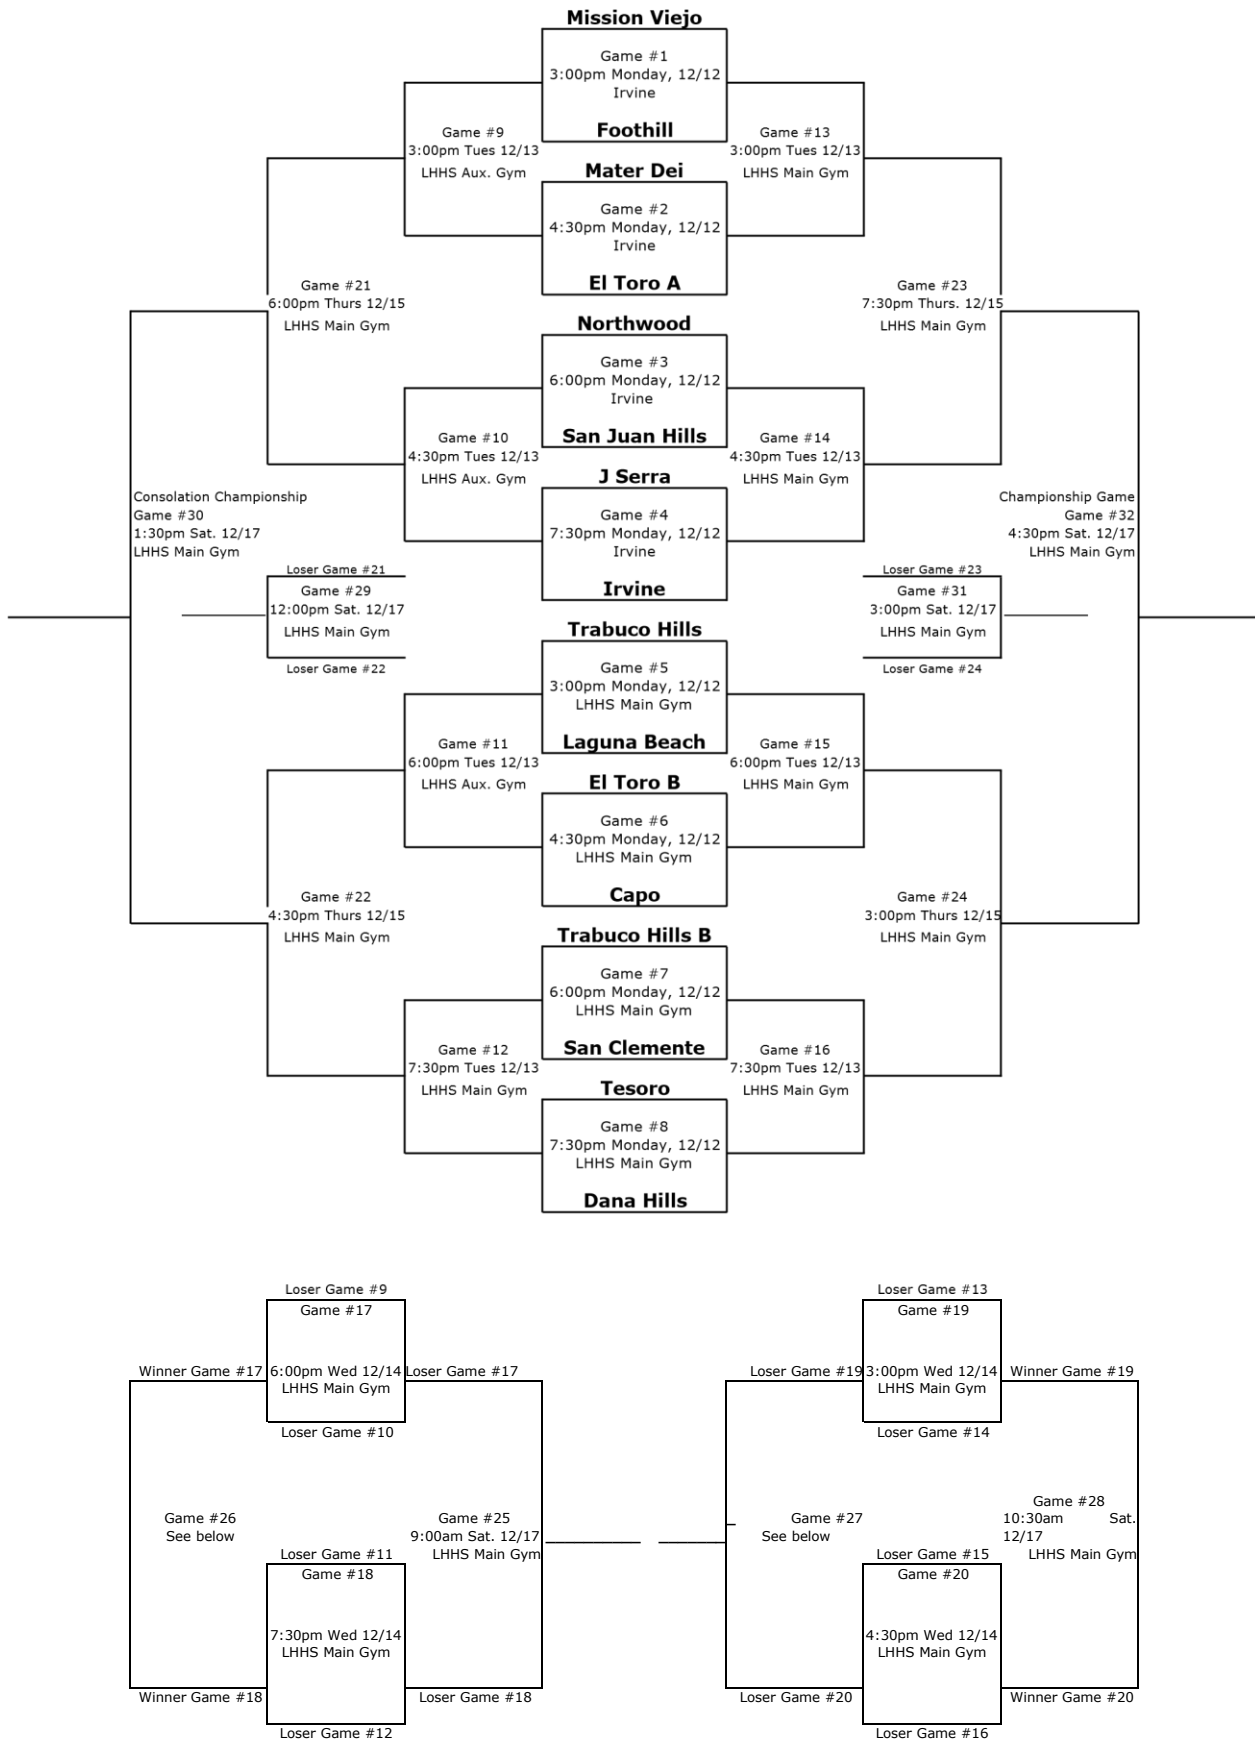 Mission Viejo
Game #1
3:00pm Monday, 12/12
Irvine
Foothill
Game #9
3:00pm Tues 12/13
LHHS Aux. Gym
Game #13
3:00pm Tues 12/13
LHHS Main Gym
Mater Dei
Game #2
4:30pm Monday, 12/12
Irvine
El Toro A
Game #21
6:00pm Thurs 12/15
LHHS Main Gym
Game #23
7:30pm Thurs. 12/15
LHHS Main Gym
Northwood
Game #3
6:00pm Monday, 12/12
Irvine
San Juan Hills
Game #10
4:30pm Tues 12/13
LHHS Aux. Gym
Game #14
4:30pm Tues 12/13
LHHS Main Gym
J Serra
Game #4
7:30pm Monday, 12/12
Irvine
Irvine
Consolation Championship
Game #30
1:30pm Sat. 12/17
LHHS Main Gym
Championship Game
Game #32
4:30pm Sat. 12/17
LHHS Main Gym
Loser Game #21
Game #29
12:00pm Sat. 12/17
LHHS Main Gym
Loser Game #22
Loser Game #23
Game #31
3:00pm Sat. 12/17
LHHS Main Gym
Loser Game #24
Trabuco Hills
Game #5
3:00pm Monday, 12/12
LHHS Main Gym
Laguna Beach
Game #11
6:00pm Tues 12/13
LHHS Aux. Gym
Game #15
6:00pm Tues 12/13
LHHS Main Gym
El Toro B
Game #6
4:30pm Monday, 12/12
LHHS Main Gym
Capo
Game #22
4:30pm Thurs 12/15
LHHS Main Gym
Game #24
3:00pm Thurs 12/15
LHHS Main Gym
Trabuco Hills B
Game #7
6:00pm Monday, 12/12
LHHS Main Gym
San Clemente
Game #12
7:30pm Tues 12/13
LHHS Main Gym
Game #16
7:30pm Tues 12/13
LHHS Main Gym
Tesoro
Game #8
7:30pm Monday, 12/12
LHHS Main Gym
Dana Hills
Loser Game #9
Game #17
Winner Game #17
6:00pm Wed 12/14
LHHS Main Gym
Loser Game #17
Loser Game #10
Game #26
See below
Game #25
9:00am Sat. 12/17
LHHS Main Gym
Loser Game #11
Game #18
7:30pm Wed 12/14
LHHS Main Gym
Winner Game #18
Loser Game #18
Loser Game #12
Loser Game #13
Game #19
Loser Game #19
3:00pm Wed 12/14
LHHS Main Gym
Winner Game #19
Loser Game #14
Game #27
See below
Game #28
10:30am Sat.
12/17
LHHS Main Gym
Loser Game #15
Game #20
4:30pm Wed 12/14
LHHS Main Gym
Loser Game #20
Winner Game #20
Loser Game #16